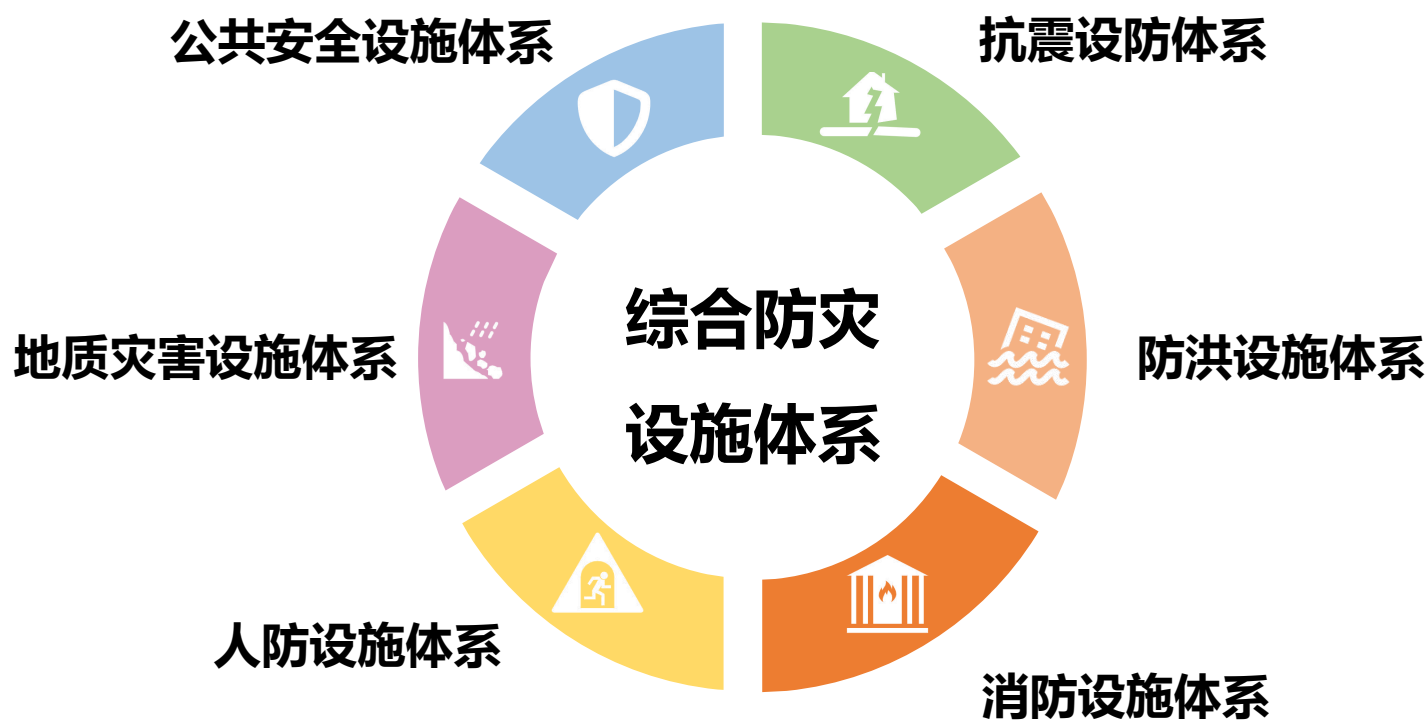 公共安全设施体系
抗震设防体系
综合防灾
设施体系
地质灾害设施体系
防洪设施体系
人防设施体系
消防设施体系